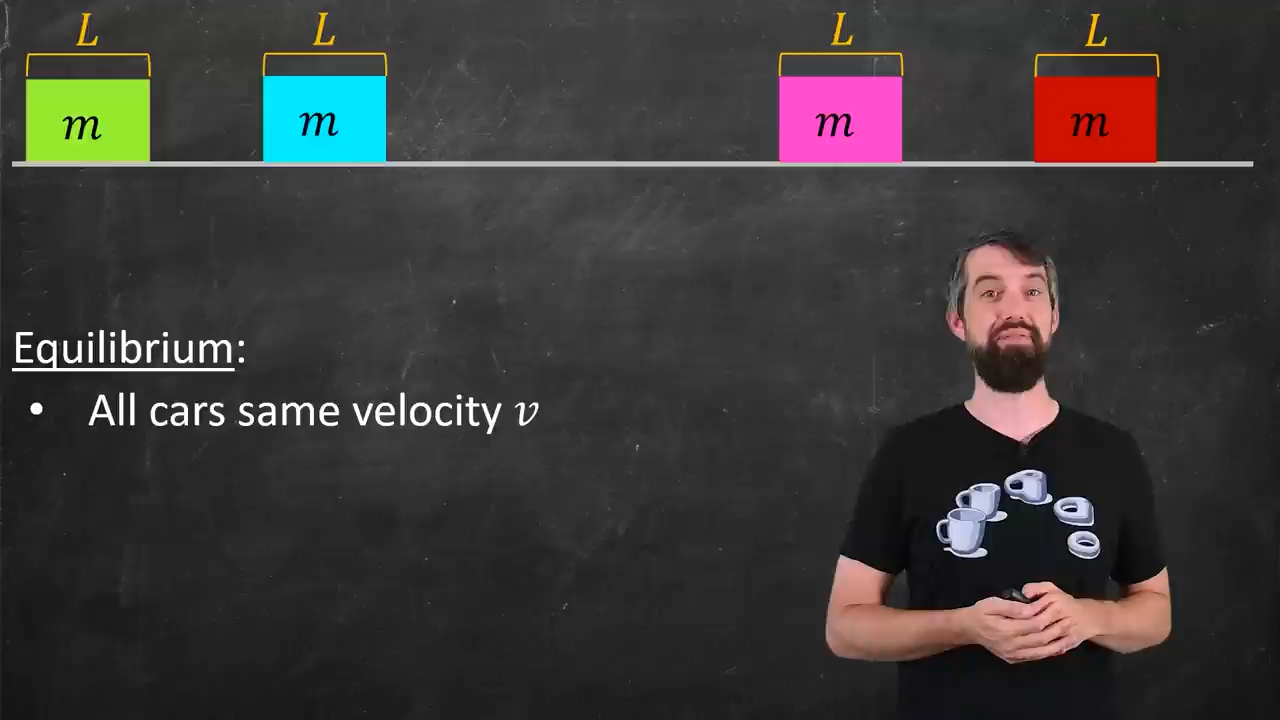 L L L L
m m m m
Equilibrium:
• All cars same velocity v